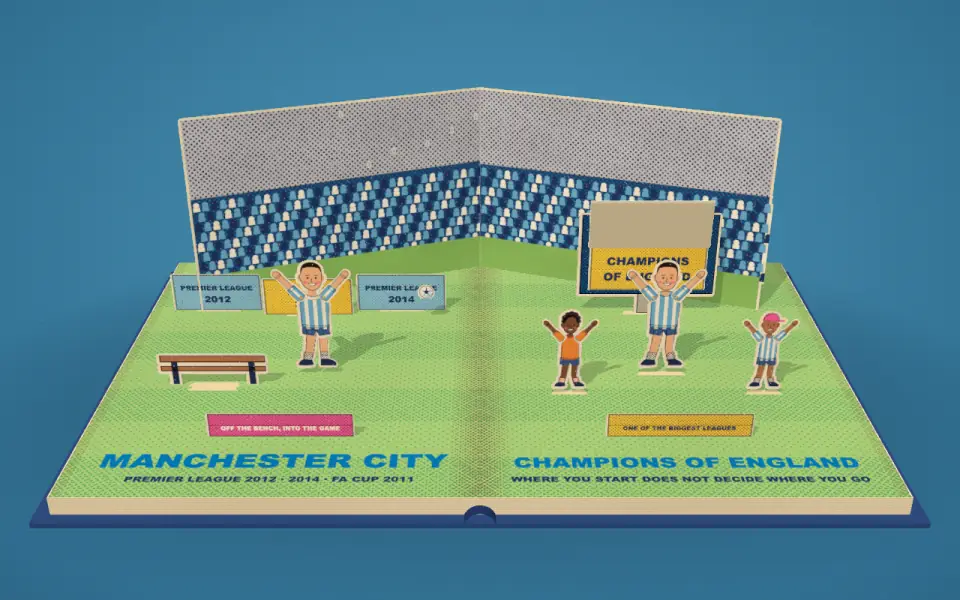 PREMIER LEAGUE
2012
PREMIER LEAGUE
2014
CHAMPIONS
OF ENGLAND
OFF THE BENCH, INTO THE GAME
ONE OF THE BIGGEST LEAGUES
MANCHESTER CITY
PREMIER LEAGUE 2012 · 2014 · FA CUP 2011
CHAMPIONS OF ENGLAND
WHERE YOU START DOES NOT DECIDE WHERE YOU GO